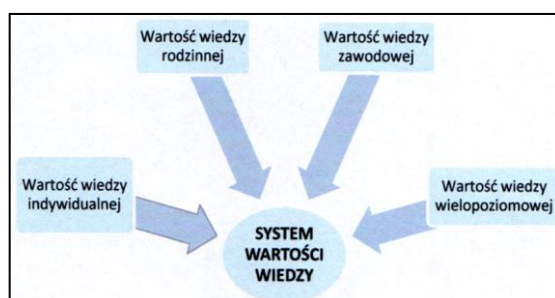 Wartość wiedzy
rodzinnej
Wartość wiedzy
zawodowej
Wartość wiedzy
indywidualnej
Wartość wiedzy
wielopoziomowej
SYSTEM
WARTOŚCI
WIEDZY